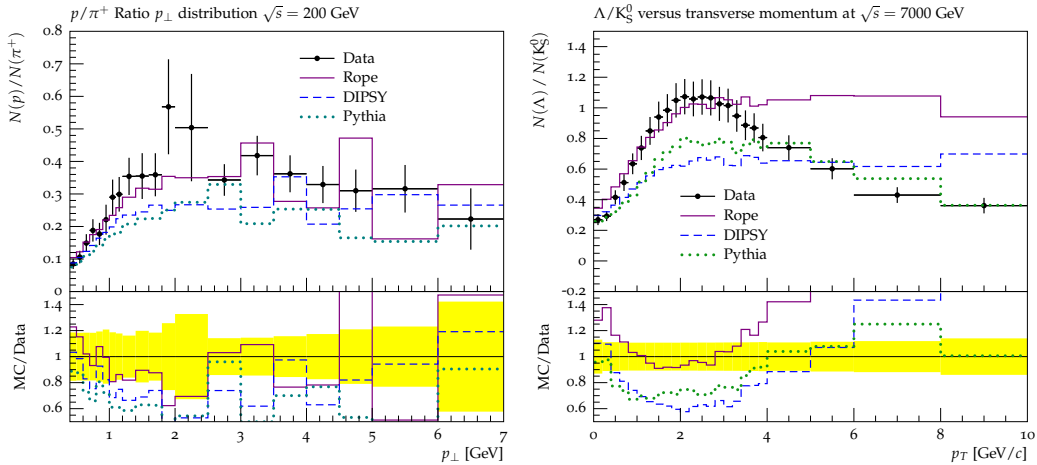 p/π⁺ Ratio p⊥ distribution √s = 200 GeV
N(p)/N(π⁺)
0.8
0.7
0.6
0.5
0.4
0.3
0.2
0.1
0
Data
Rope
DIPSY
Pythia
MC/Data
1.4
1.2
1
0.8
0.6
1 2 3 4 5 6 7
p⊥ [GeV]
Λ/K⁰S versus transverse momentum at √s = 7000 GeV
N(Λ) / N(K⁰S)
1.4
1.2
1
0.8
0.6
0.4
0.2
0
-0.2
Data
Rope
DIPSY
Pythia
MC/Data
1.4
1.2
1
0.8
0.6
0 2 4 6 8 10
pT [GeV/c]